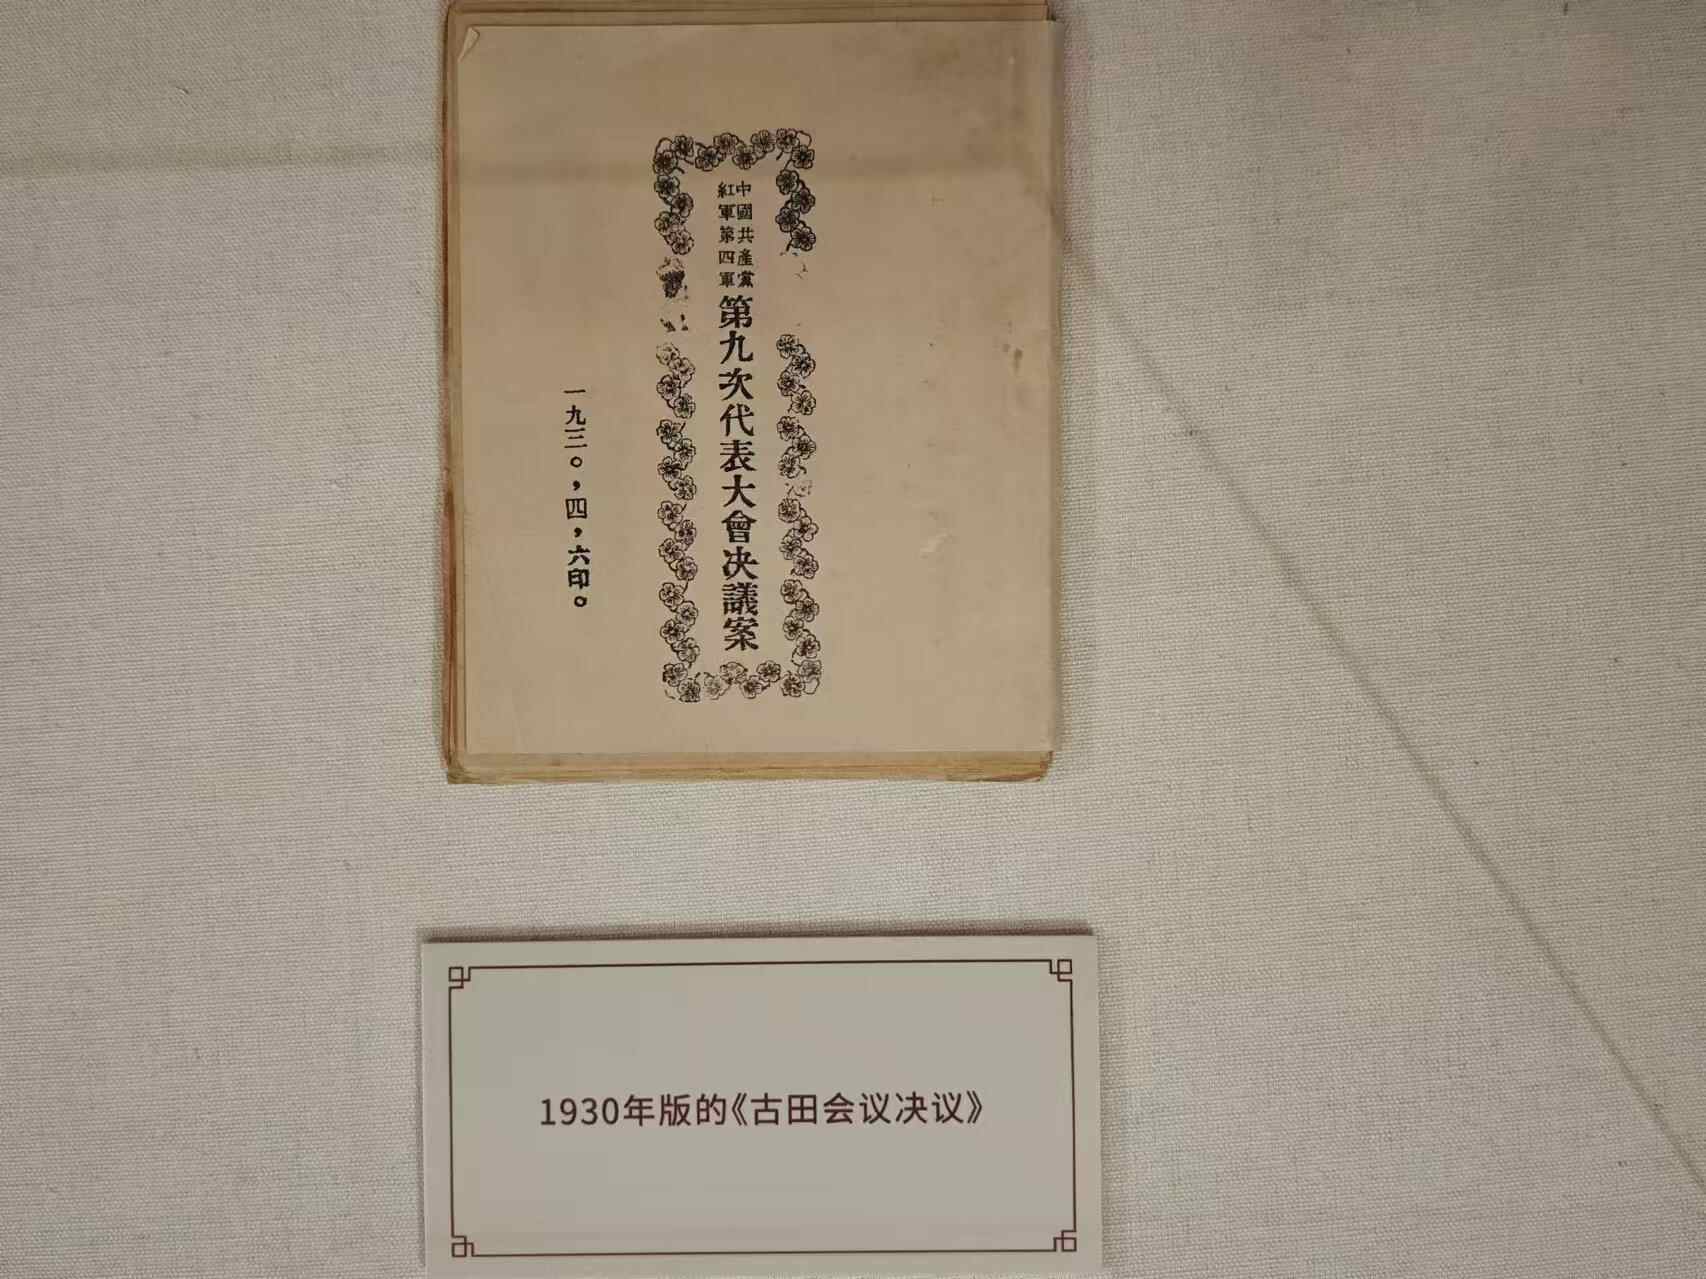 中國共產黨
紅軍第四軍
第九次代表大會决議案
一九三〇，四，六印。
1930年版的《古田会议决议》